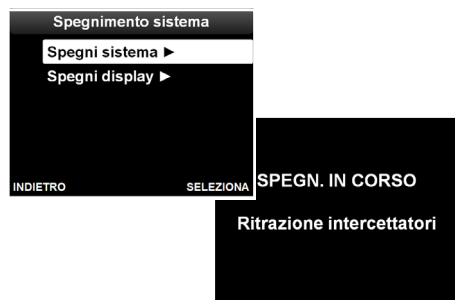 Spegnimento sistema
Spegni sistema ►
Spegni display ►
INDIETRO SELEZIONA
SPEGN. IN CORSO
Ritrazione intercettatori